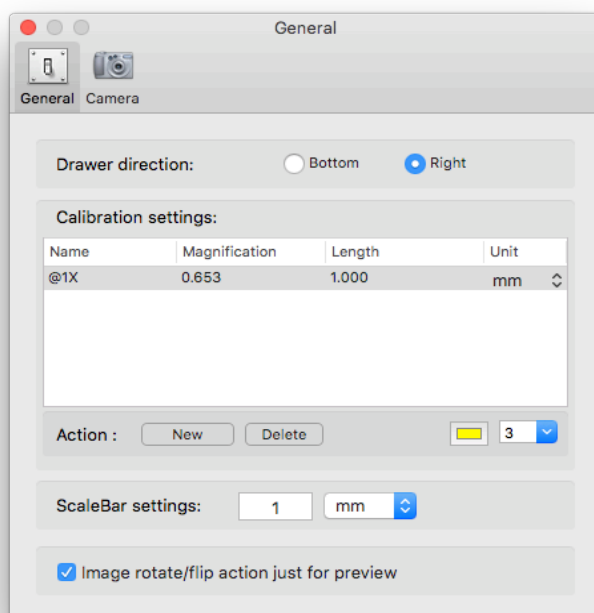 General
General Camera
Drawer direction: Bottom Right
Calibration settings:
Name Magnification Length Unit
@1X 0.653 1.000 mm
Action : New Delete 3
ScaleBar settings: 1 mm
Image rotate/flip action just for preview